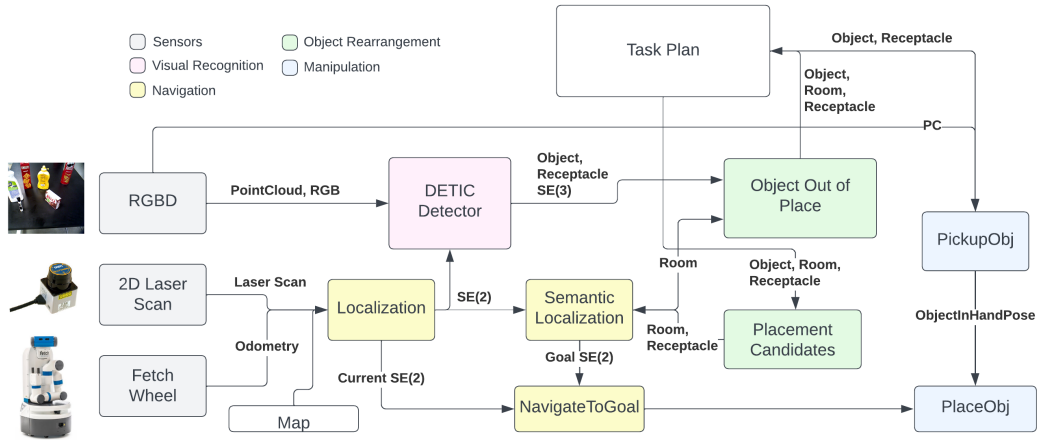 Task Plan
Sensors
Object Rearrangement
Visual Recognition
Manipulation
Navigation
Object, Receptacle
Object,
Room,
Receptacle
PC
RGBD
PointCloud, RGB
DETIC
Detector
Object,
Receptacle
SE(3)
Object Out of
Place
PickupObj
2D Laser
Scan
Laser Scan
Localization
SE(2)
Semantic
Localization
Room
Object, Room,
Receptacle
Room,
Receptacle
Placement
Candidates
ObjectInHandPose
Odometry
Fetch
Wheel
Current SE(2)
Goal SE(2)
Map
NavigateToGoal
PlaceObj